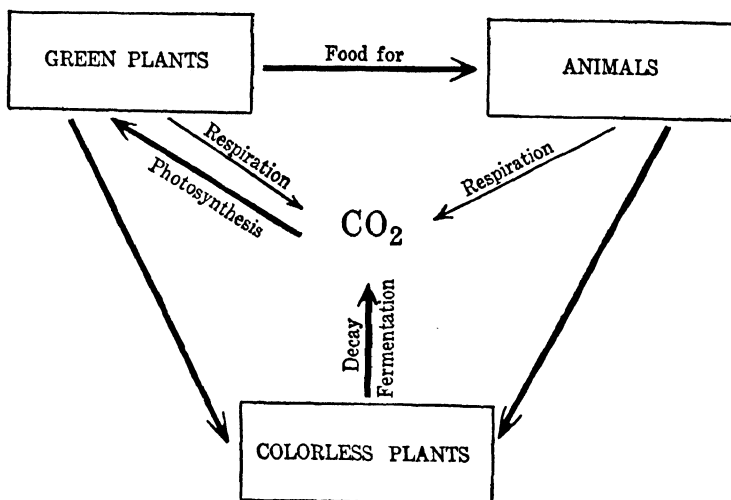 GREEN PLANTS
Food for
ANIMALS
Respiration
Photosynthesis
Respiration
CO₂
Decay
Fermentation
COLORLESS PLANTS